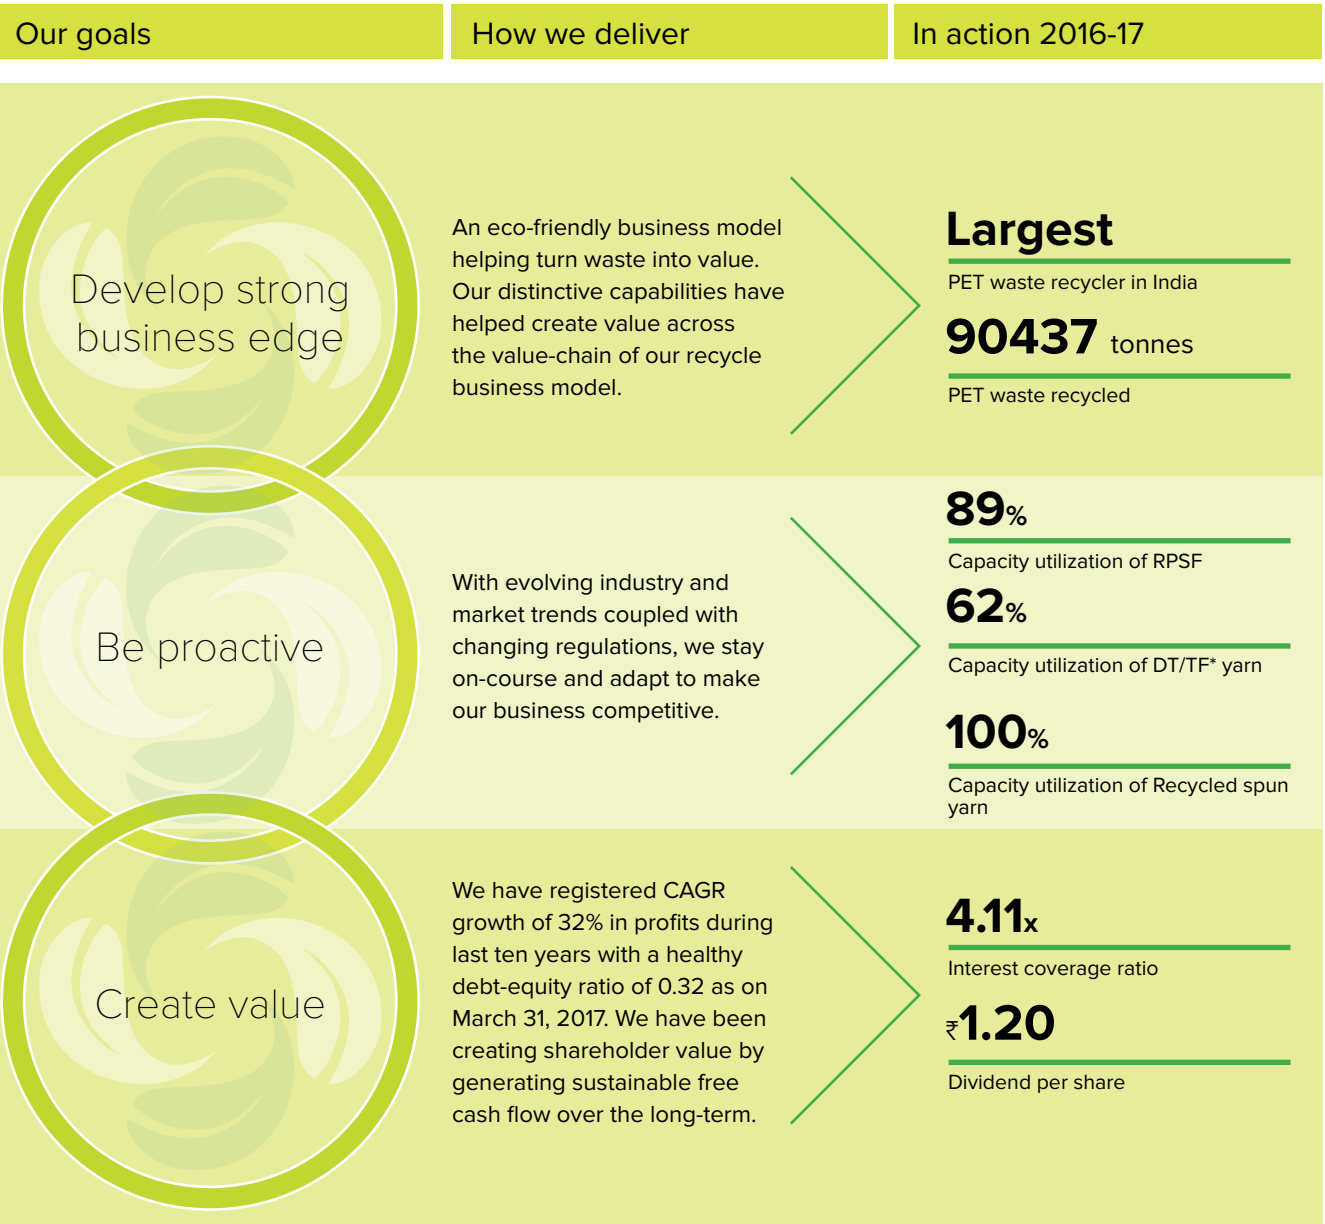 Our goals
How we deliver
In action 2016-17
Develop strong
business edge
An eco-friendly business model
helping turn waste into value.
Our distinctive capabilities have
helped create value across
the value-chain of our recycle
business model.
Largest
PET waste recycler in India
90437 tonnes
PET waste recycled
Be proactive
With evolving industry and
market trends coupled with
changing regulations, we stay
on-course and adapt to make
our business competitive.
89%
Capacity utilization of RPSF
62%
Capacity utilization of DT/TF* yarn
100%
Capacity utilization of Recycled spun
yarn
Create value
We have registered CAGR
growth of 32% in profits during
last ten years with a healthy
debt-equity ratio of 0.32 as on
March 31, 2017. We have been
creating shareholder value by
generating sustainable free
cash flow over the long-term.
4.11x
Interest coverage ratio
₹1.20
Dividend per share